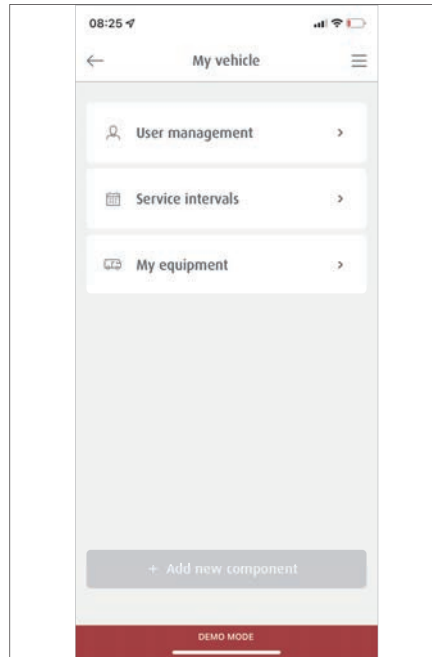 08:25
My vehicle
User management
Service intervals
My equipment
+ Add new component
DEMO MODE